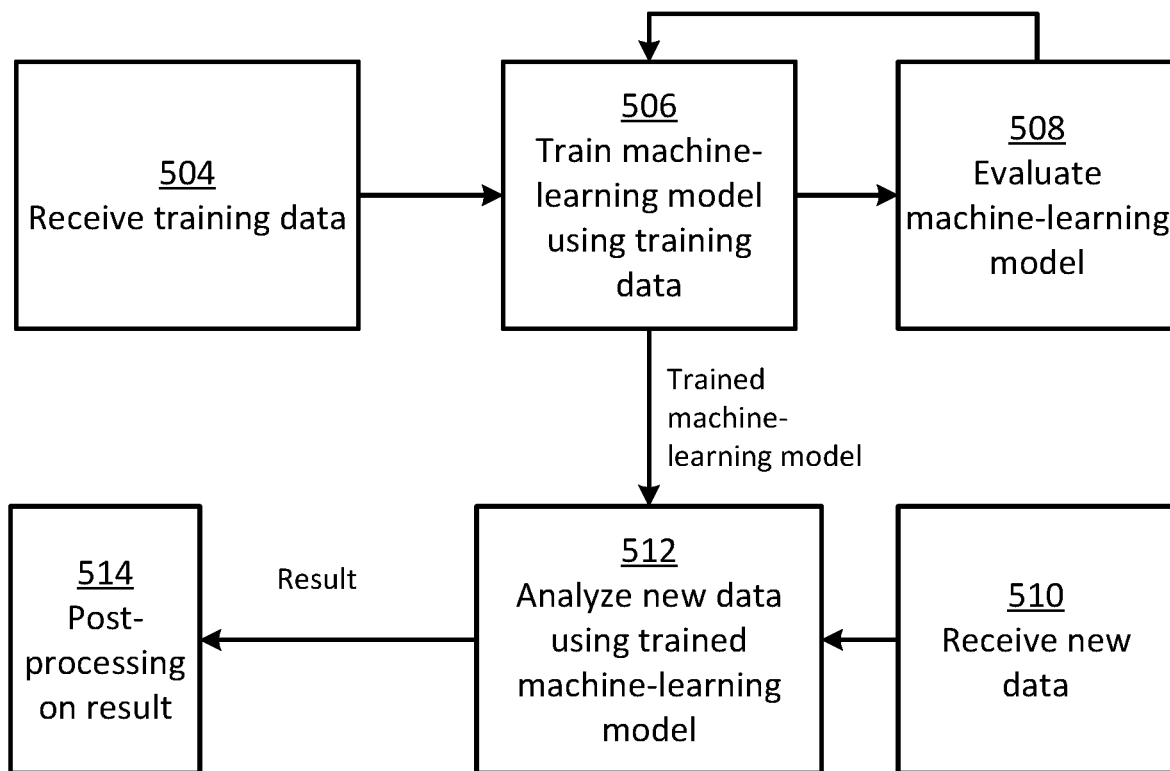 504
Receive training data
506
Train machine-
learning model
using training
data
508
Evaluate
machine-learning
model
Trained
machine-
learning model
514
Post-
processing
on result
Result
512
Analyze new data
using trained
machine-learning
model
510
Receive new
data